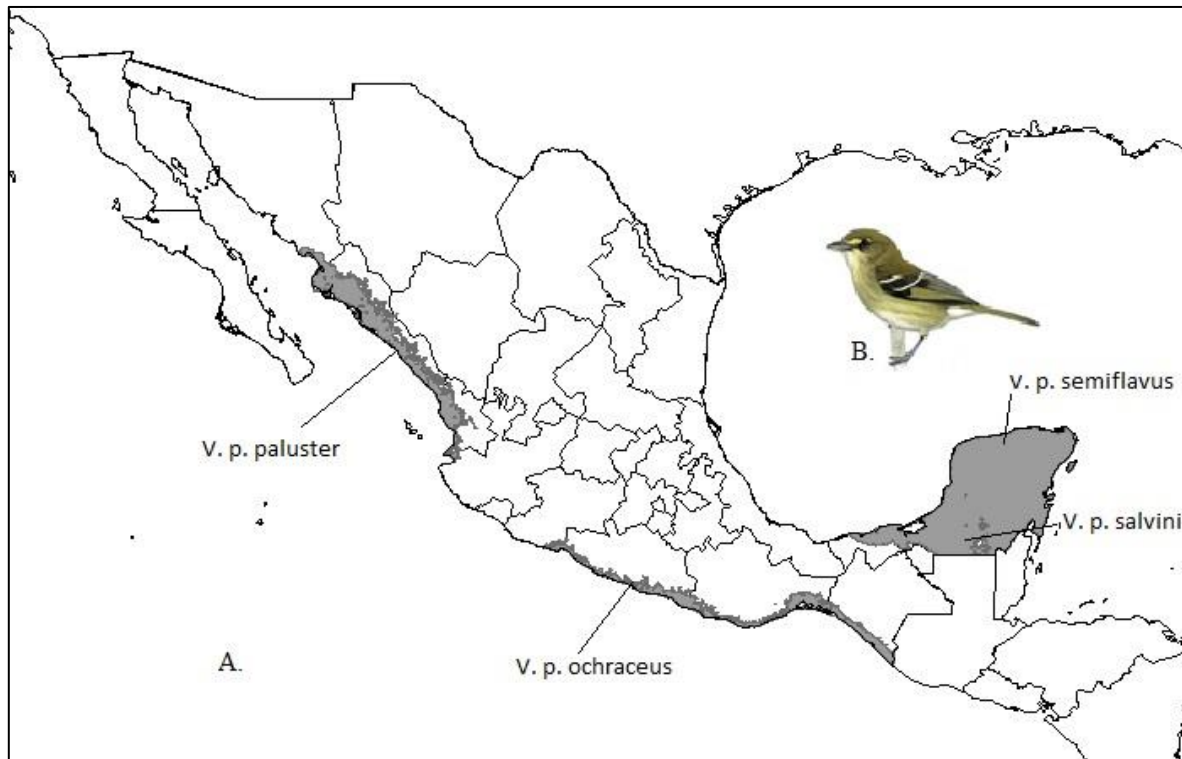 B.
V. p. semiflavus
V. p. paluster
V. p. salvini
A.
V. p. ochraceus